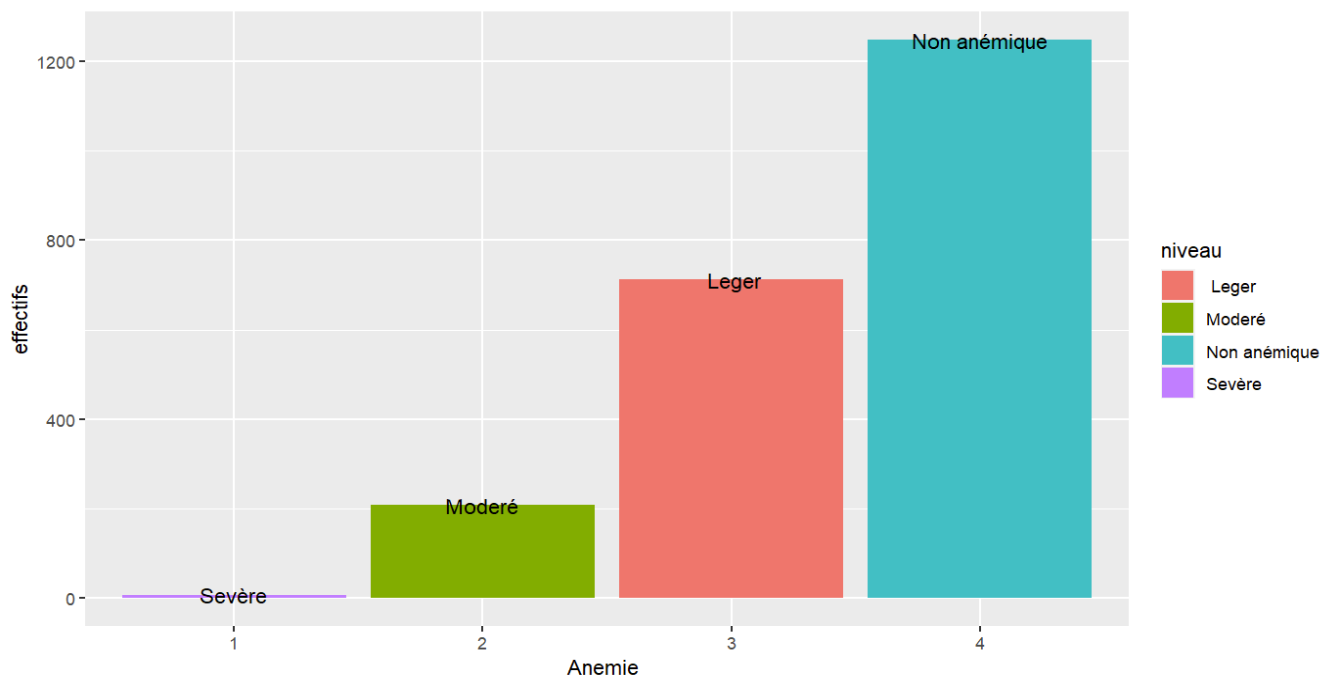 1200
800
400
0
effectifs
Non anémique
Leger
Moderé
Sevère
1 2 3 4
Anemie
niveau
Leger
Moderé
Non anémique
Sevère